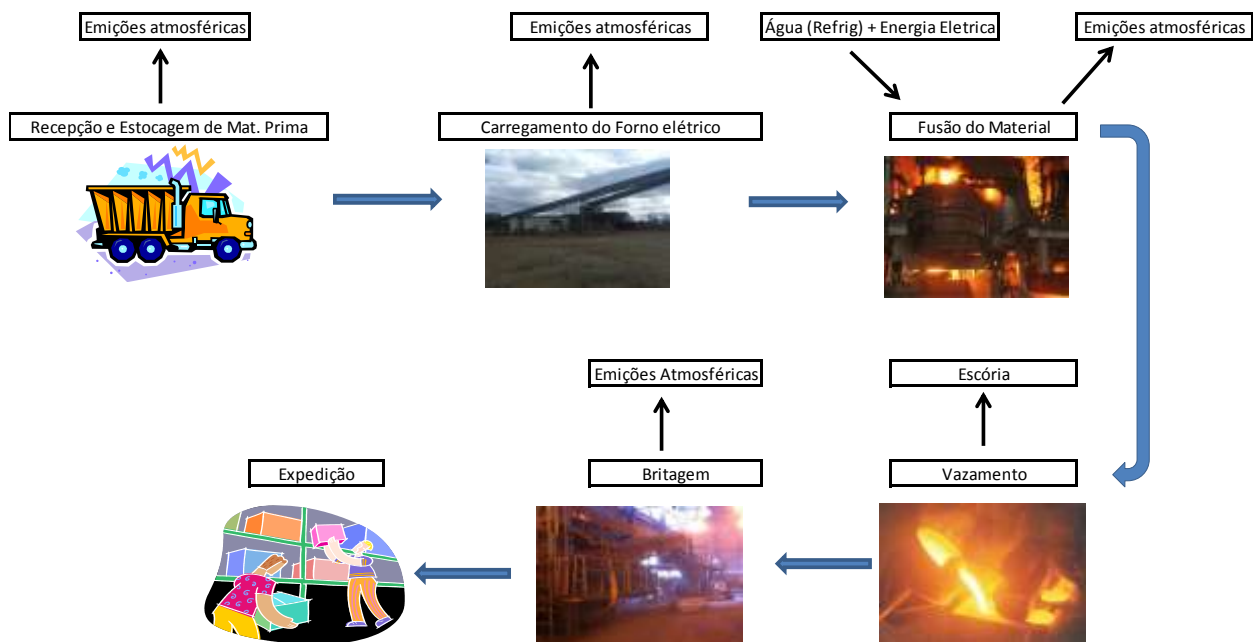 Emições atmosféricas
Emições atmosféricas
Água (Refrig) + Energia Eletrica
Emições atmosféricas
Recepção e Estocagem de Mat. Prima
Carregamento do Forno elétrico
Fusão do Material
Emições Atmosféricas
Escória
Expedição
Britagem
Vazamento